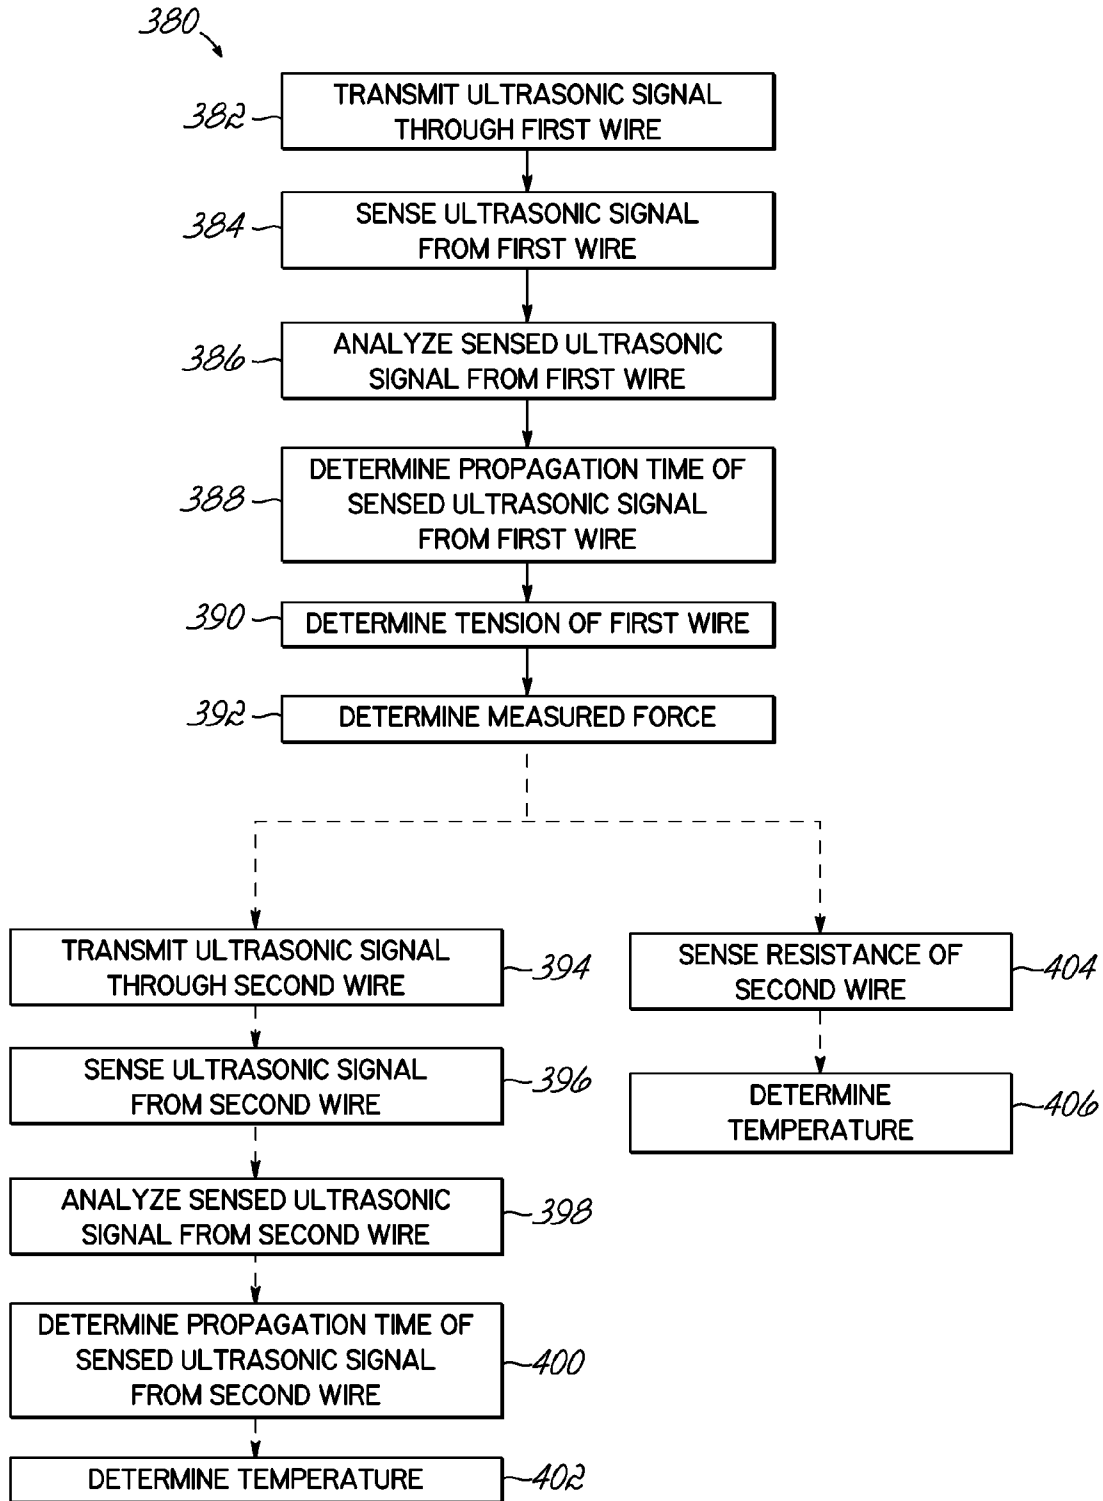 380
382
TRANSMIT ULTRASONIC SIGNAL
THROUGH FIRST WIRE
384
SENSE ULTRASONIC SIGNAL
FROM FIRST WIRE
386
ANALYZE SENSED ULTRASONIC
SIGNAL FROM FIRST WIRE
388
DETERMINE PROPAGATION TIME OF
SENSED ULTRASONIC SIGNAL
FROM FIRST WIRE
390
DETERMINE TENSION OF FIRST WIRE
392
DETERMINE MEASURED FORCE
TRANSMIT ULTRASONIC SIGNAL
THROUGH SECOND WIRE
394
SENSE ULTRASONIC SIGNAL
FROM SECOND WIRE
396
ANALYZE SENSED ULTRASONIC
SIGNAL FROM SECOND WIRE
398
DETERMINE PROPAGATION TIME OF
SENSED ULTRASONIC SIGNAL
FROM SECOND WIRE
400
DETERMINE TEMPERATURE
402
SENSE RESISTANCE OF
SECOND WIRE
404
DETERMINE
TEMPERATURE
406